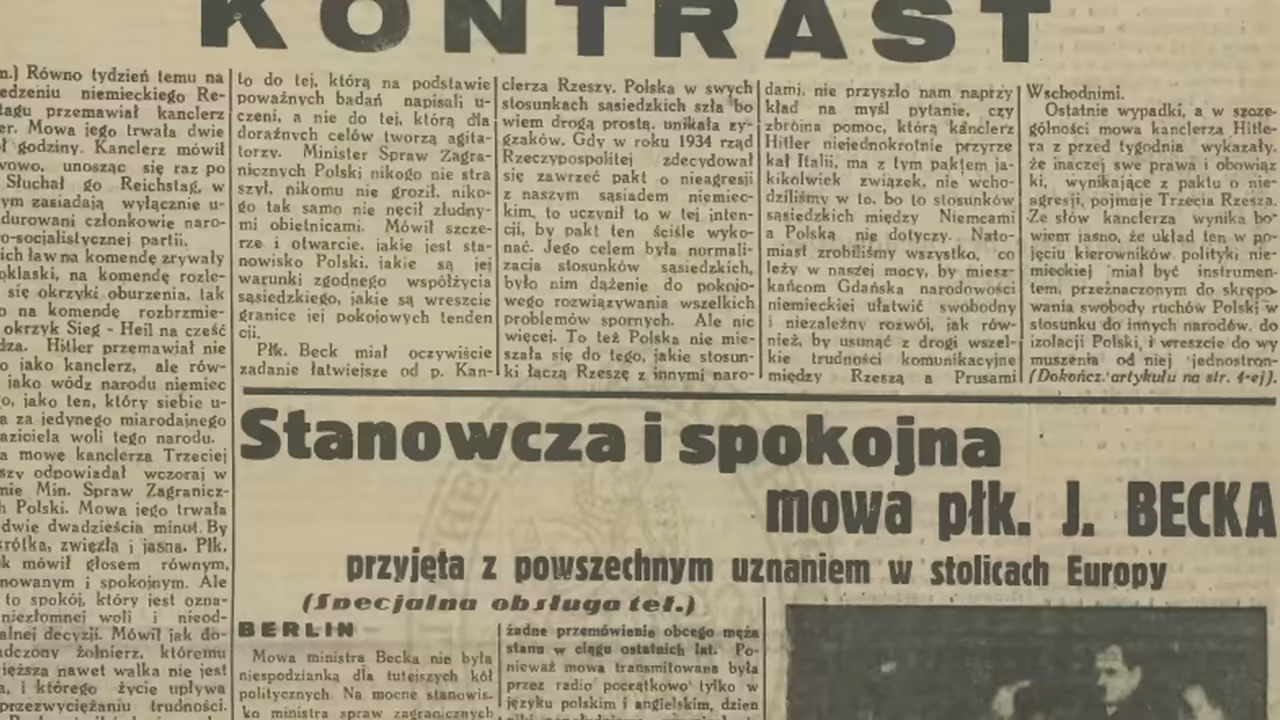 KONTRAST
n.) Równo tydzień temu na
edzeniu niemieckiego Re-
tagu przemawiał kanclerz
er. Mowa jego trwała dwie
godziny. Kanclerz mówił
wowo, unosząc się raz po
Słuchał go Reichstag, w
ym zasiadają wyłącznie u-
durowani członkowie naro-
o-socjalistycznej partii.
ich ław na komendę zrywały
oklaski, na komendę rozle-
się okrzyki oburzenia, tak
o na komendę rozbrzmie-
okrzyk Sieg - Heil na cześć
dza. Hitler przemawiał nie
o jako kanclerz, ale rów-
jako wódz narodu niemiec
o, jako ten, który siebie u-
a za jedynego miarodajnego
aziciela woli tego narodu.
a mowę kanclerza Trzeciej
szy odpowiadał wczoraj w
nie Min. Spraw Zagranicz-
h Polski. Mowa jego trwała
dwie dwadzieścia minut. By
krótka, zwięzła i jasna. Płk.
k mówił głosem równym,
nowanym i spokojnym. Ale
to spokój, który jest ozna-
niezłomnej woli i nieod-
alnej decyzji. Mówił jak do-
adczony żołnierz, któremu
ięższa nawet walka nie jest
a, i którego życie upływa
przezwyciężaniu trudności.
to do tej, którą na podstawie
poważnych badań napisali u-
czeni, a nie do tej, którą dla
doraźnych celów tworzą agita-
torzy. Minister Spraw Zagra-
nicznych Polski nikogo nie stra
szył, nikomu nie groził, niko-
go tak samo nie nęcił złudny-
mi obietnicami. Mówił szcze-
rze i otwarcie, jakie jest sta-
nowisko Polski, jakie są jej
warunki zgodnego współżycia
sąsiedzkiego, jakie są wreszcie
granice jej pokojowych tenden
cji.
Płk. Beck miał oczywiście
zadanie łatwiejsze od p. Kan-
clerza Rzeszy. Polska w swych
stosunkach sąsiedzkich szła bo
wiem drogą prostą, unikała zy-
gzaków. Gdy w roku 1934 rząd
Rzeczypospolitej zdecydował
się zawrzeć pakt o nieagresji
z naszym sąsiadem niemiec-
kim, to uczynił to w tej inten-
cji, by pakt ten ściśle wyko-
nać. Jego celem była normali-
zacja stosunków sąsiedzkich,
było nim dążenie do pokojo-
wego rozwiązywania wszelkich
problemów spornych. Ale nic
więcej. To też Polska nie mie-
szała się do tego, jakie stosun-
ki łączą Rzeszę z innymi naro-
dami, nie przyszło nam naprzy
kład na myśl pytanie, czy
zbrojna pomoc, którą kanclerz
Hitler niejednokrotnie przyrze
kał Italii, ma z tym paktem ja-
kikolwiek związek, nie wcho-
dziliśmy w to, bo to stosunków
sąsiedzkich między Niemcami
a Polską nie dotyczy. Nato-
miast zrobiliśmy wszystko, co
leży w naszej mocy, by miesz-
kańcom Gdańska narodowości
niemieckiej ułatwić swobodny
i niezależny rozwój, jak rów-
nież, by usunąć z drogi wszel-
kie trudności komunikacyjne
między Rzeszą a Prusami
Wschodnimi.
Ostatnie wypadki, a w szcze-
gólności mowa kanclerza Hitle-
ra z przed tygodnia wykazały,
że inaczej swe prawa i obowiąz
ki, wynikające z paktu o nie-
agresji, pojmuje Trzecia Rzesza.
Ze słów kanclerza wynika bo-
wiem jasno, że układ ten w po-
jęciu kierowników polityki nie-
mieckiej miał być instrumen-
tem, przeznaczonym do skrępo-
wania swobody ruchów Polski w
stosunku do innych narodów, do
izolacji Polski, i wreszcie do wy
muszenia od niej jednostron-
(Dokończ. artykułu na str. 4-ej).
Stanowcza i spokojna
mowa płk. J. BECKA
przyjęta z powszechnym uznaniem w stolicach Europy
(Specjalna obsługa tel.)
BERLIN
Mowa ministra Becka nie była
niespodzianką dla tutejszych kół
politycznych. Na mocne stanowis-
ko ministra spraw zagranicznych
żadne przemówienie obcego męża
stanu w ciągu ostatnich lat. Po-
nieważ mowa transmitowana była
przez radio początkowo tylko w
języku polskim i angielskim, dzien